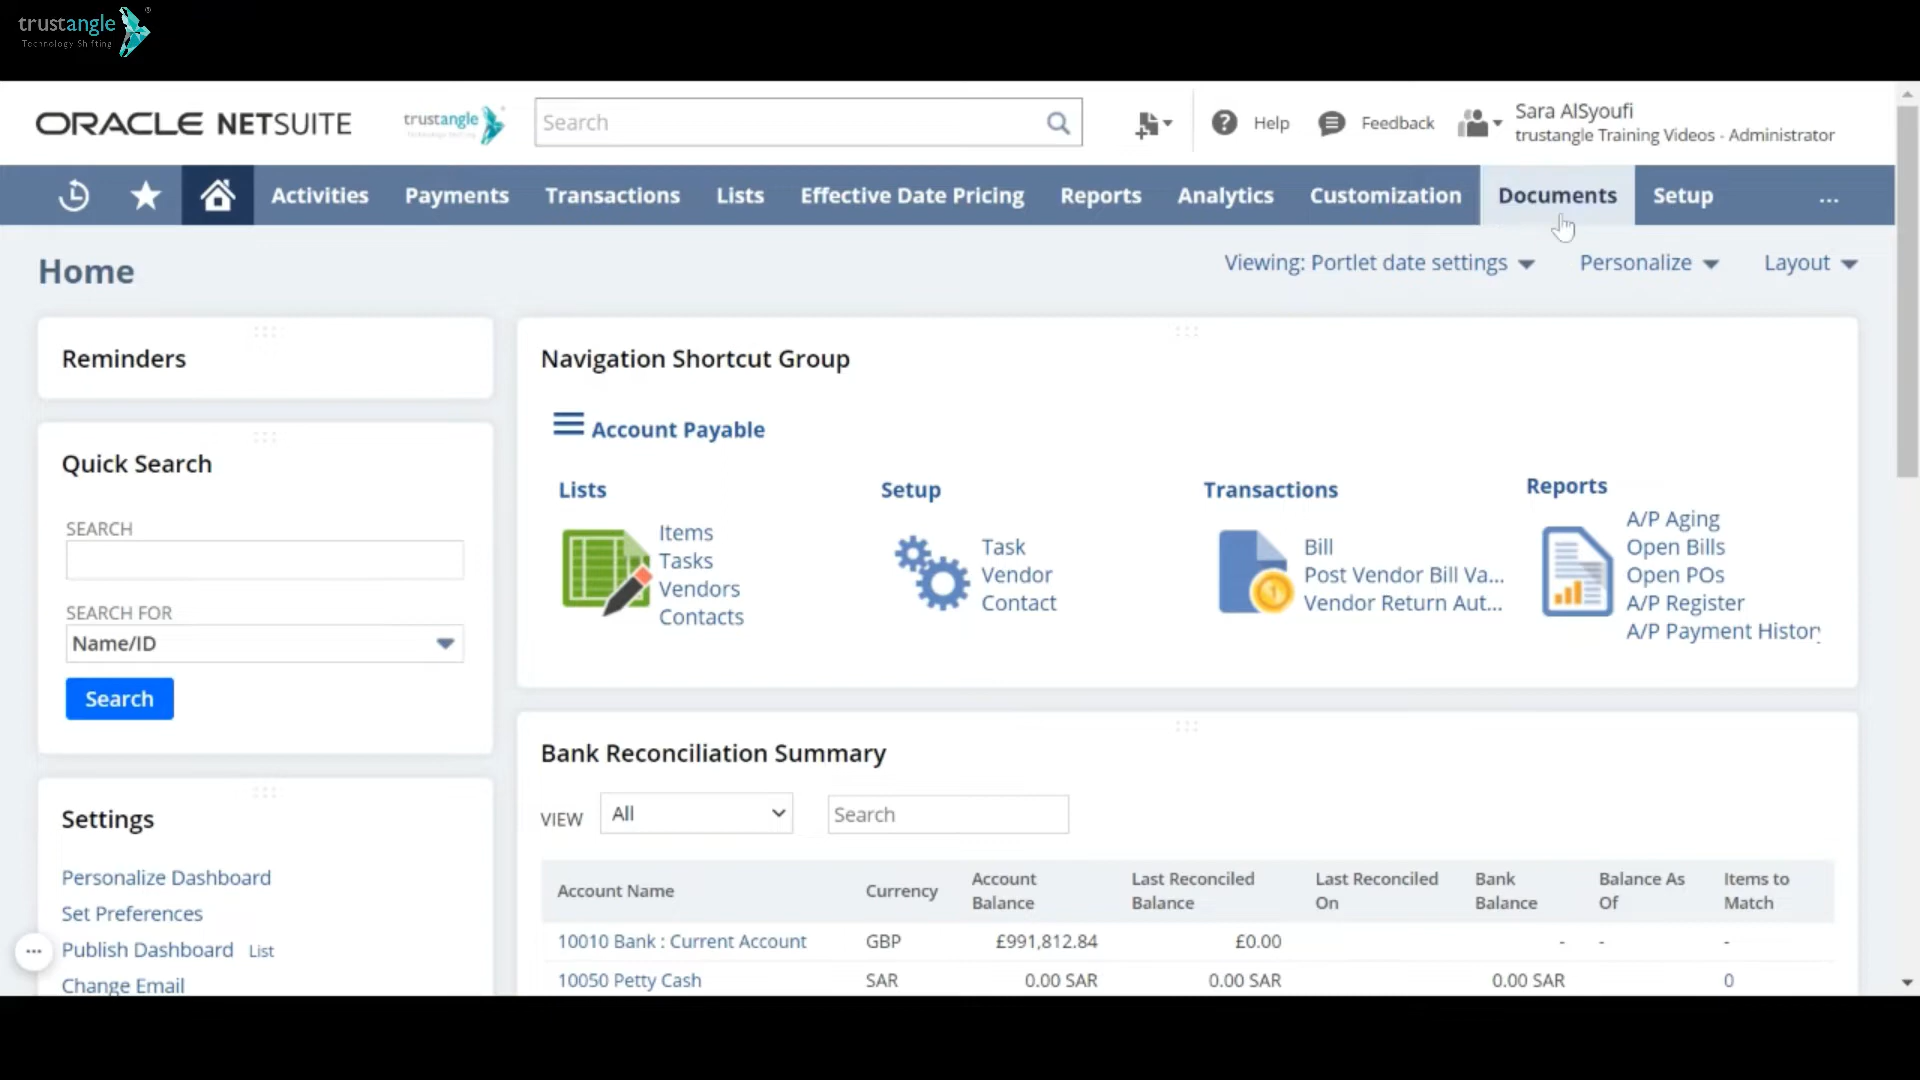 trustangle
Technology Shifting
ORACLE NETSUITE
trustangle
Search
Help
Feedback
Sara AlSyoufi
trustangle Training Videos - Administrator
Activities
Payments
Transactions
Lists
Effective Date Pricing
Reports
Analytics
Customization
Documents
Setup
...
Home
Viewing: Portlet date settings
Personalize
Layout
Reminders
Quick Search
SEARCH
SEARCH FOR
Name/ID
Search
Settings
Personalize Dashboard
Set Preferences
Publish Dashboard List
Change Email
Navigation Shortcut Group
Account Payable
Lists
Items
Tasks
Vendors
Contacts
Setup
Task
Vendor
Contact
Transactions
Bill
Post Vendor Bill Va...
Vendor Return Aut...
Reports
A/P Aging
Open Bills
Open POs
A/P Register
A/P Payment History
Bank Reconciliation Summary
VIEW All Search
Account Name Currency Account Balance Last Reconciled Balance Last Reconciled On Bank Balance Balance As Of Items to Match
10010 Bank : Current Account GBP £991,812.84 £0.00 - - -
10050 Petty Cash SAR 0.00 SAR 0.00 SAR 0.00 SAR 0